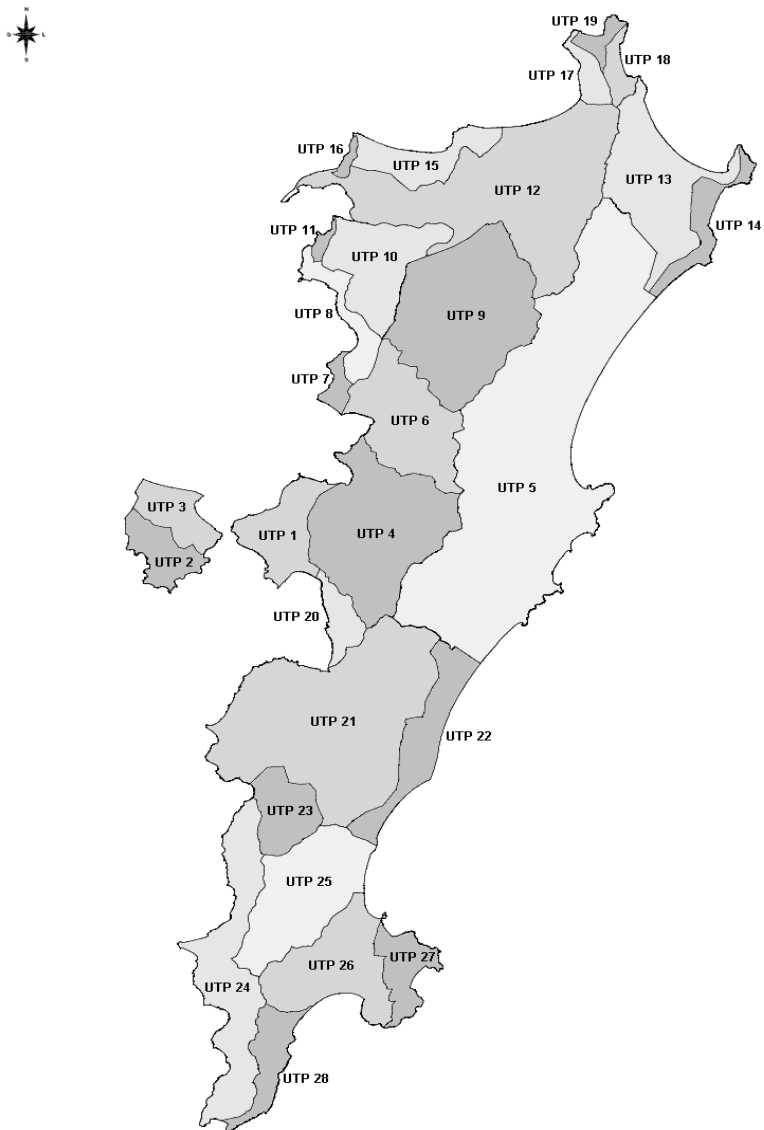 N
O L
S
UTP 19
UTP 18
UTP 17
UTP 16
UTP 15
UTP 13
UTP 12
UTP 14
UTP 11
UTP 10
UTP 8
UTP 9
UTP 7
UTP 6
UTP 5
UTP 3
UTP 1
UTP 4
UTP 2
UTP 20
UTP 21
UTP 22
UTP 23
UTP 25
UTP 27
UTP 26
UTP 24
UTP 28